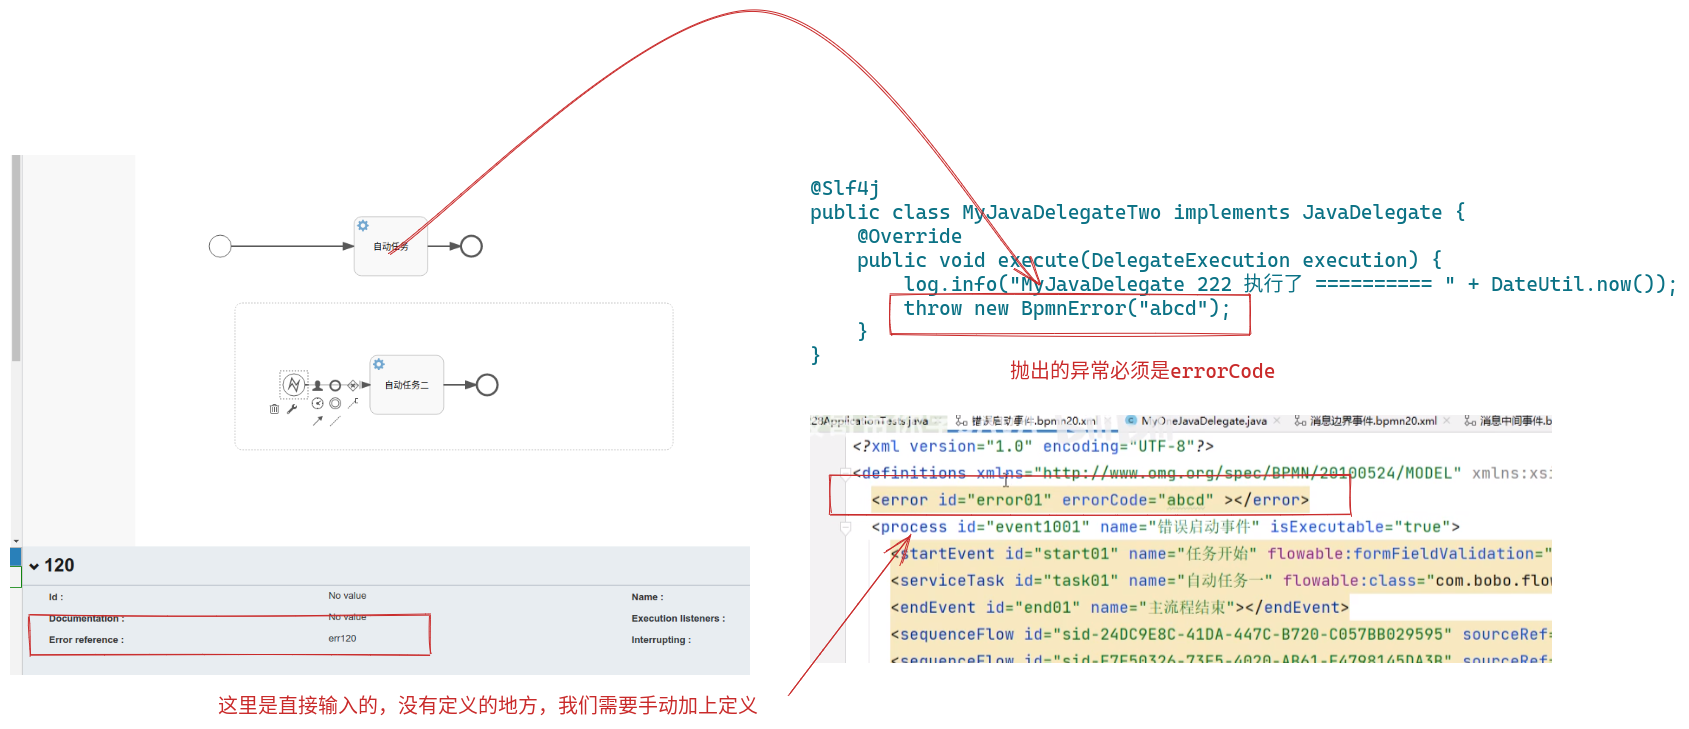 @Slf4j
public class MyJavaDelegateTwo implements JavaDelegate {
@Override
public void execute(DelegateExecution execution) {
log.info("MyJavaDelegate 222 执行了 ========== " + DateUtil.now());
throw new BpmnError("abcd");
}
}
抛出的异常必须是errorCode
自动任务
自动任务二
28ApplicationTests.java 错误启动事件.bpmn20.xml MyOneJavaDelegate.java 消息边界事件.bpmn20.xml 消息中间事件.b
<?xml version="1.0" encoding="UTF-8"?>
<definitions xmlns="http://www.omg.org/spec/BPMN/20100524/MODEL" xmlns:xsi
<error id="error01" errorCode="abcd" ></error>
<process id="event1001" name="错误启动事件" isExecutable="true">
<startEvent id="start01" name="任务开始" flowable:formFieldValidation="
<serviceTask id="task01" name="自动任务一" flowable:class="com.bobo.flow
<endEvent id="end01" name="主流程结束"></endEvent>
<sequenceFlow id="sid-24DC9E8C-41DA-447C-B720-C057BB029595" sourceRef=
<sequenceFlow id="sid-F7F50326-73F5-4020-AB61-F4798145DA3B" sourceRef=
120
Id : No value Name :
Documentation : No value Execution listeners :
Error reference : err120 Interrupting :
这里是直接输入的，没有定义的地方，我们需要手动加上定义